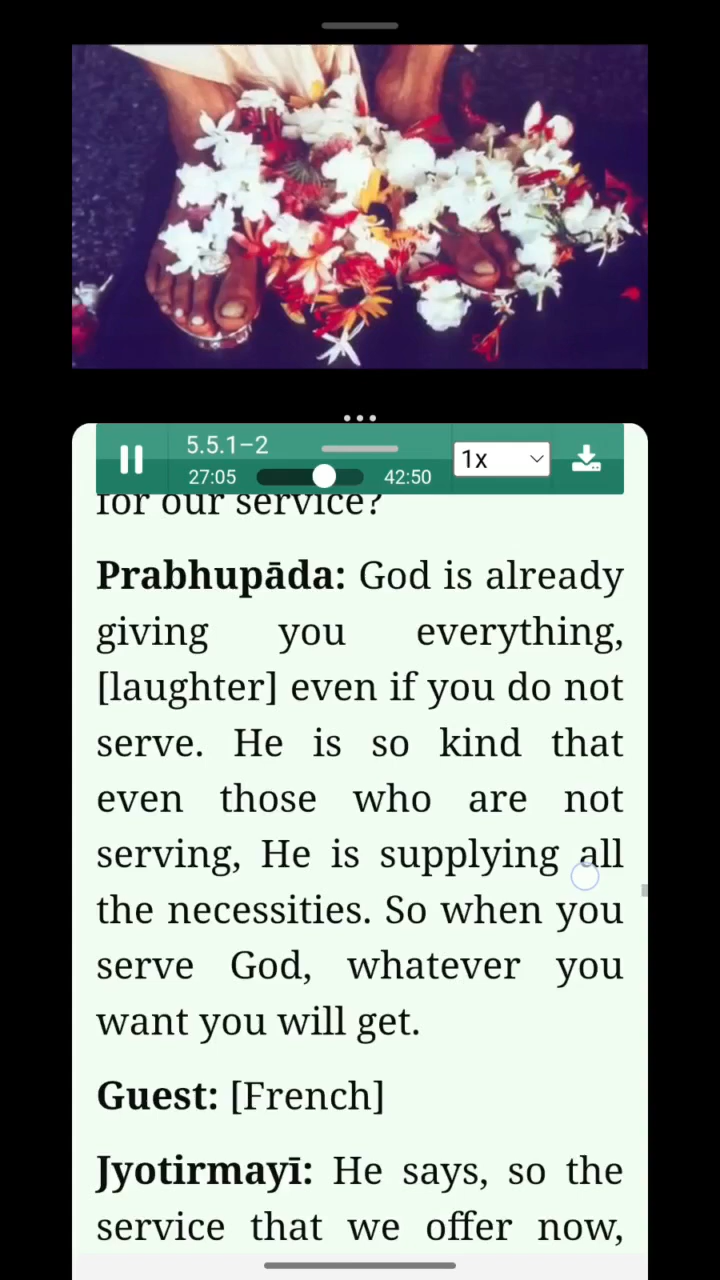 5.5.1–2
27:05
42:50
1x
for our service?
Prabhupāda: God is already
giving you everything,
[laughter] even if you do not
serve. He is so kind that
even those who are not
serving, He is supplying all
the necessities. So when you
serve God, whatever you
want you will get.
Guest: [French]
Jyotirmayī: He says, so the
service that we offer now,